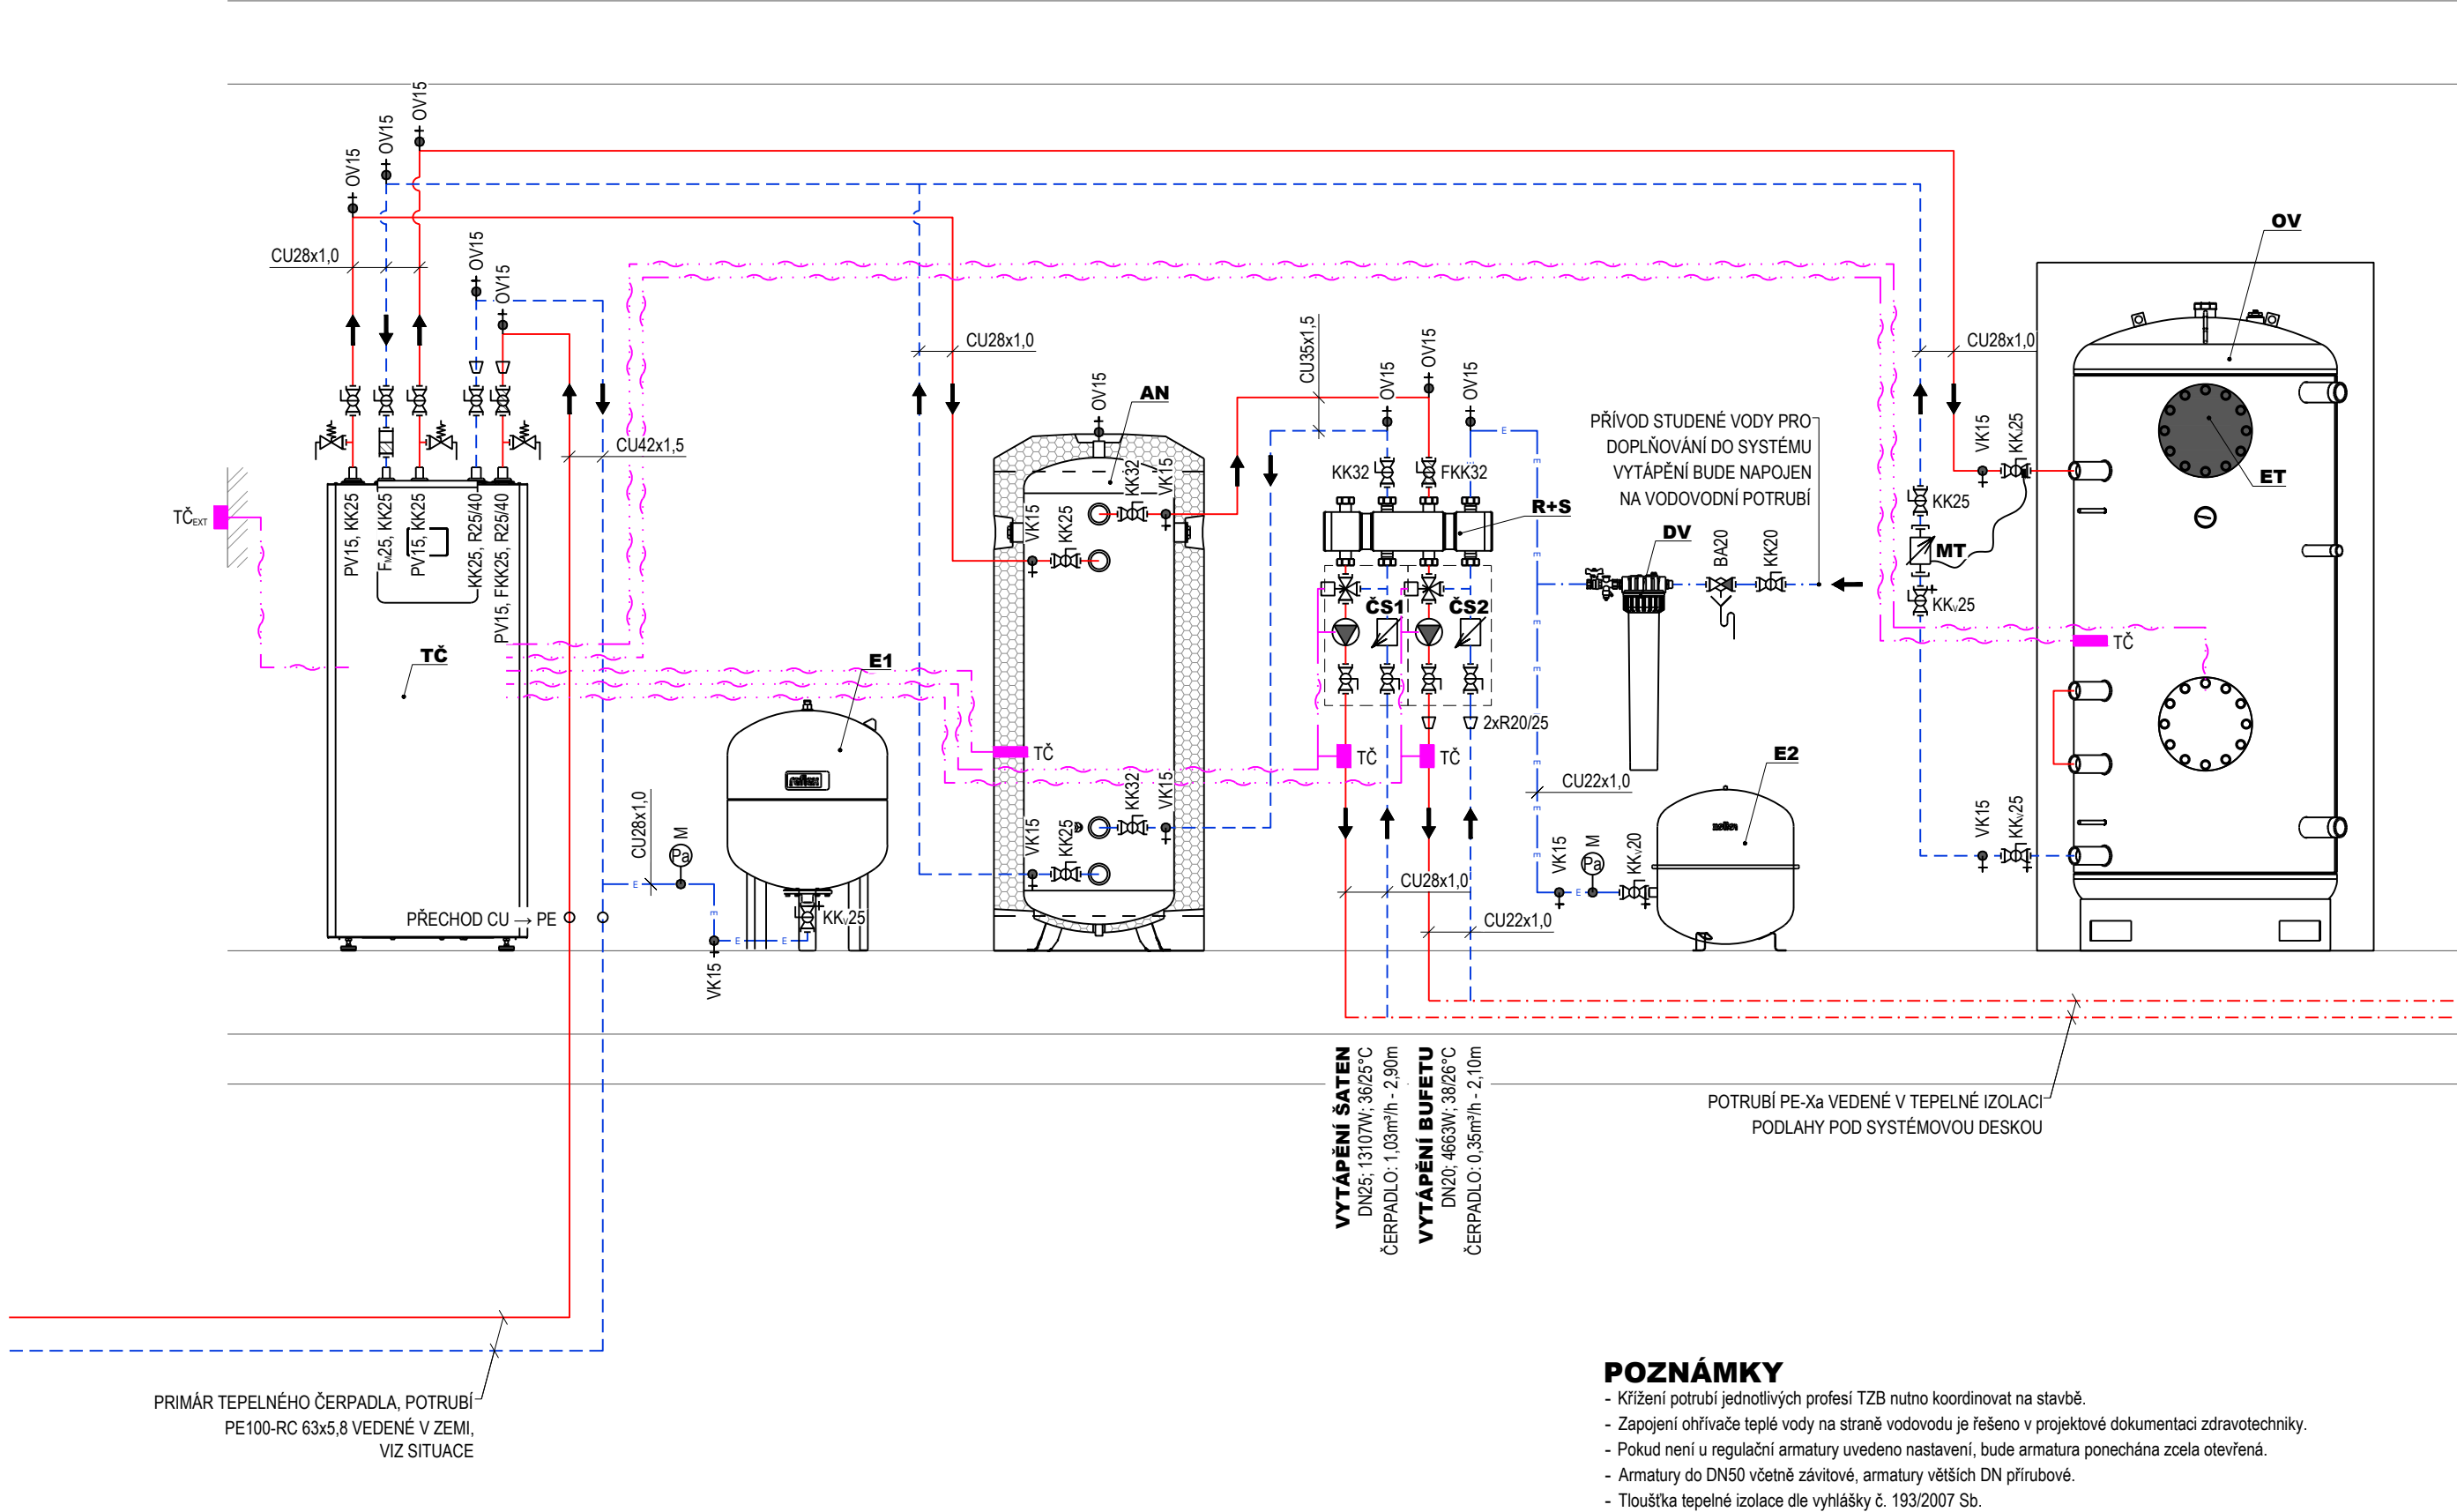 OV15
OV15
OV15
OV15
OV15
CU28x1,0
CU42x1,5
PV15, KK25
FM25, KK25
PV15, KK25
KK25, R25/40
PV15, FKK25, R25/40
TČEXT
TČ
PŘECHOD CU → PE
CU28x1,0
M
Pa
E
m
VK15
E
E
KKV25
E1
reflex
CU28x1,0
OV15
AN
KK32
VK15
VK15
KK25
TČ
KK32
VK15
VK15
KK25
CU35x1,5
OV15
OV15
OV15
E
KK32
FKK32
R+S
ČS1
ČS2
2xR20/25
TČ
TČ
CU28x1,0
CU22x1,0
PŘÍVOD STUDENÉ VODY PRO
DOPLŇOVÁNÍ DO SYSTÉMU
VYTÁPĚNÍ BUDE NAPOJEN
NA VODOVODNÍ POTRUBÍ
DV
BA20
KK20
m
m
m
m
m
m
CU22x1,0
VK15
M
Pa
E
KKV20
E2
CU28x1,0
KK25
MT
KKV25
VK15
KKV25
OV
ET
TČ
VK15
KKV25
VYTÁPĚNÍ ŠATEN
DN25; 13107W; 36/25°C
ČERPADLO: 1,03m³/h - 2,90m
VYTÁPĚNÍ BUFETU
DN20; 4663W; 38/26°C
ČERPADLO: 0,35m³/h - 2,10m
POTRUBÍ PE-Xa VEDENÉ V TEPELNÉ IZOLACI
PODLAHY POD SYSTÉMOVOU DESKOU
PRIMÁR TEPELNÉHO ČERPADLA, POTRUBÍ
PE100-RC 63x5,8 VEDENÉ V ZEMI,
VIZ SITUACE
POZNÁMKY
- Křížení potrubí jednotlivých profesí TZB nutno koordinovat na stavbě.
- Zapojení ohřívače teplé vody na straně vodovodu je řešeno v projektové dokumentaci zdravotechniky.
- Pokud není u regulační armatury uvedeno nastavení, bude armatura ponechána zcela otevřená.
- Armatury do DN50 včetně závitové, armatury větších DN přírubové.
- Tloušťka tepelné izolace dle vyhlášky č. 193/2007 Sb.